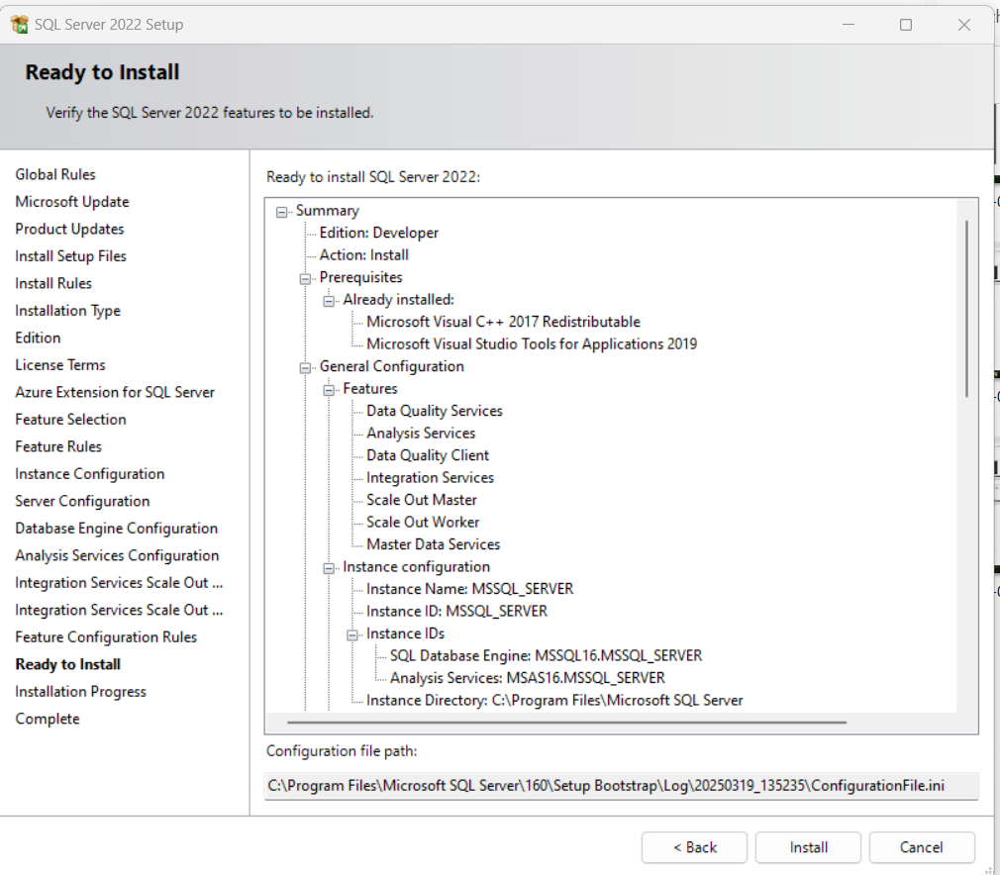 SQL Server 2022 Setup
Ready to Install
Verify the SQL Server 2022 features to be installed.
Global Rules
Microsoft Update
Product Updates
Install Setup Files
Install Rules
Installation Type
Edition
License Terms
Azure Extension for SQL Server
Feature Selection
Feature Rules
Instance Configuration
Server Configuration
Database Engine Configuration
Analysis Services Configuration
Integration Services Scale Out ...
Integration Services Scale Out ...
Feature Configuration Rules
Ready to Install
Installation Progress
Complete
Ready to install SQL Server 2022:
Summary
Edition: Developer
Action: Install
Prerequisites
Already installed:
Microsoft Visual C++ 2017 Redistributable
Microsoft Visual Studio Tools for Applications 2019
General Configuration
Features
Data Quality Services
Analysis Services
Data Quality Client
Integration Services
Scale Out Master
Scale Out Worker
Master Data Services
Instance configuration
Instance Name: MSSQL_SERVER
Instance ID: MSSQL_SERVER
Instance IDs
SQL Database Engine: MSSQL16.MSSQL_SERVER
Analysis Services: MSAS16.MSSQL_SERVER
Instance Directory: C:\Program Files\Microsoft SQL Server
Configuration file path:
C:\Program Files\Microsoft SQL Server\160\Setup Bootstrap\Log\20250319_135235\ConfigurationFile.ini
< Back
Install
Cancel